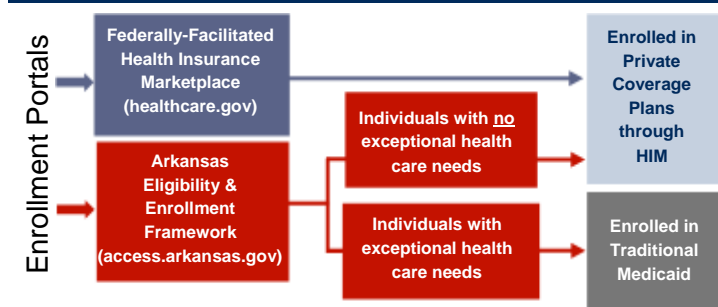 Enrollment Portals
Federally-Facilitated
Health Insurance
Marketplace
(healthcare.gov)
Arkansas
Eligibility &
Enrollment
Framework
(access.arkansas.gov)
Individuals with no
exceptional health
care needs
Individuals with
exceptional health
care needs
Enrolled in
Private
Coverage
Plans
through
HIM
Enrolled in
Traditional
Medicaid